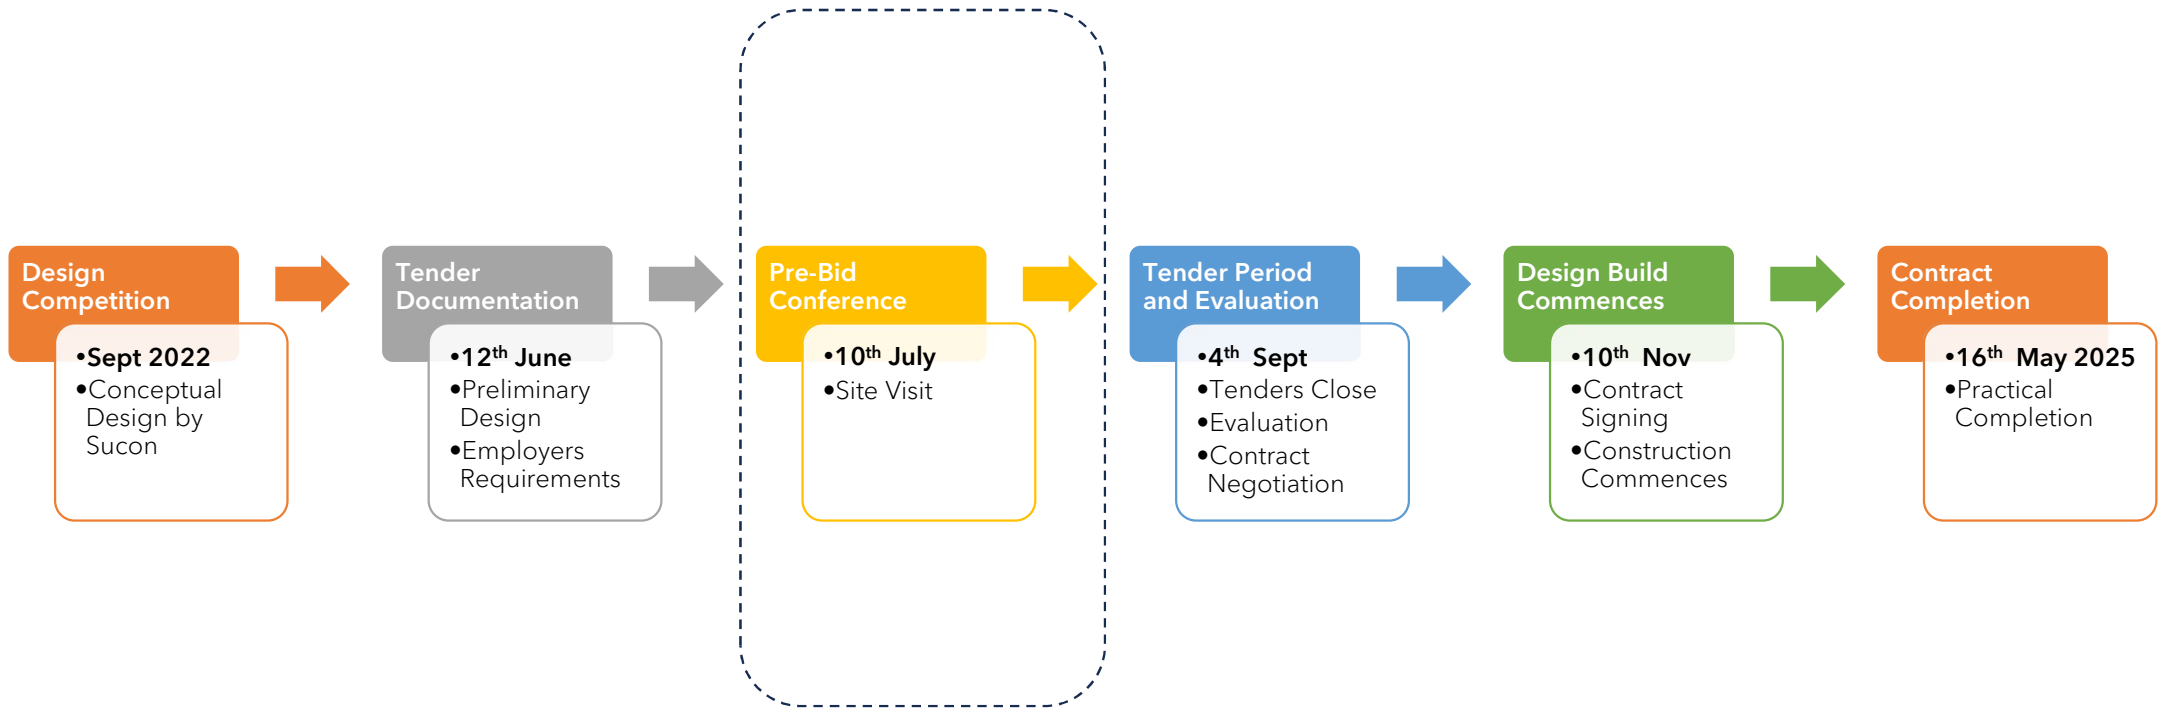 Design
Competition
•Sept 2022
•Conceptual
Design by
Sucon
Tender
Documentation
•12th June
•Preliminary
Design
•Employers
Requirements
Pre-Bid
Conference
•10th July
•Site Visit
Tender Period
and Evaluation
•4th Sept
•Tenders Close
•Evaluation
•Contract
Negotiation
Design Build
Commences
•10th Nov
•Contract
Signing
•Construction
Commences
Contract
Completion
•16th May 2025
•Practical
Completion